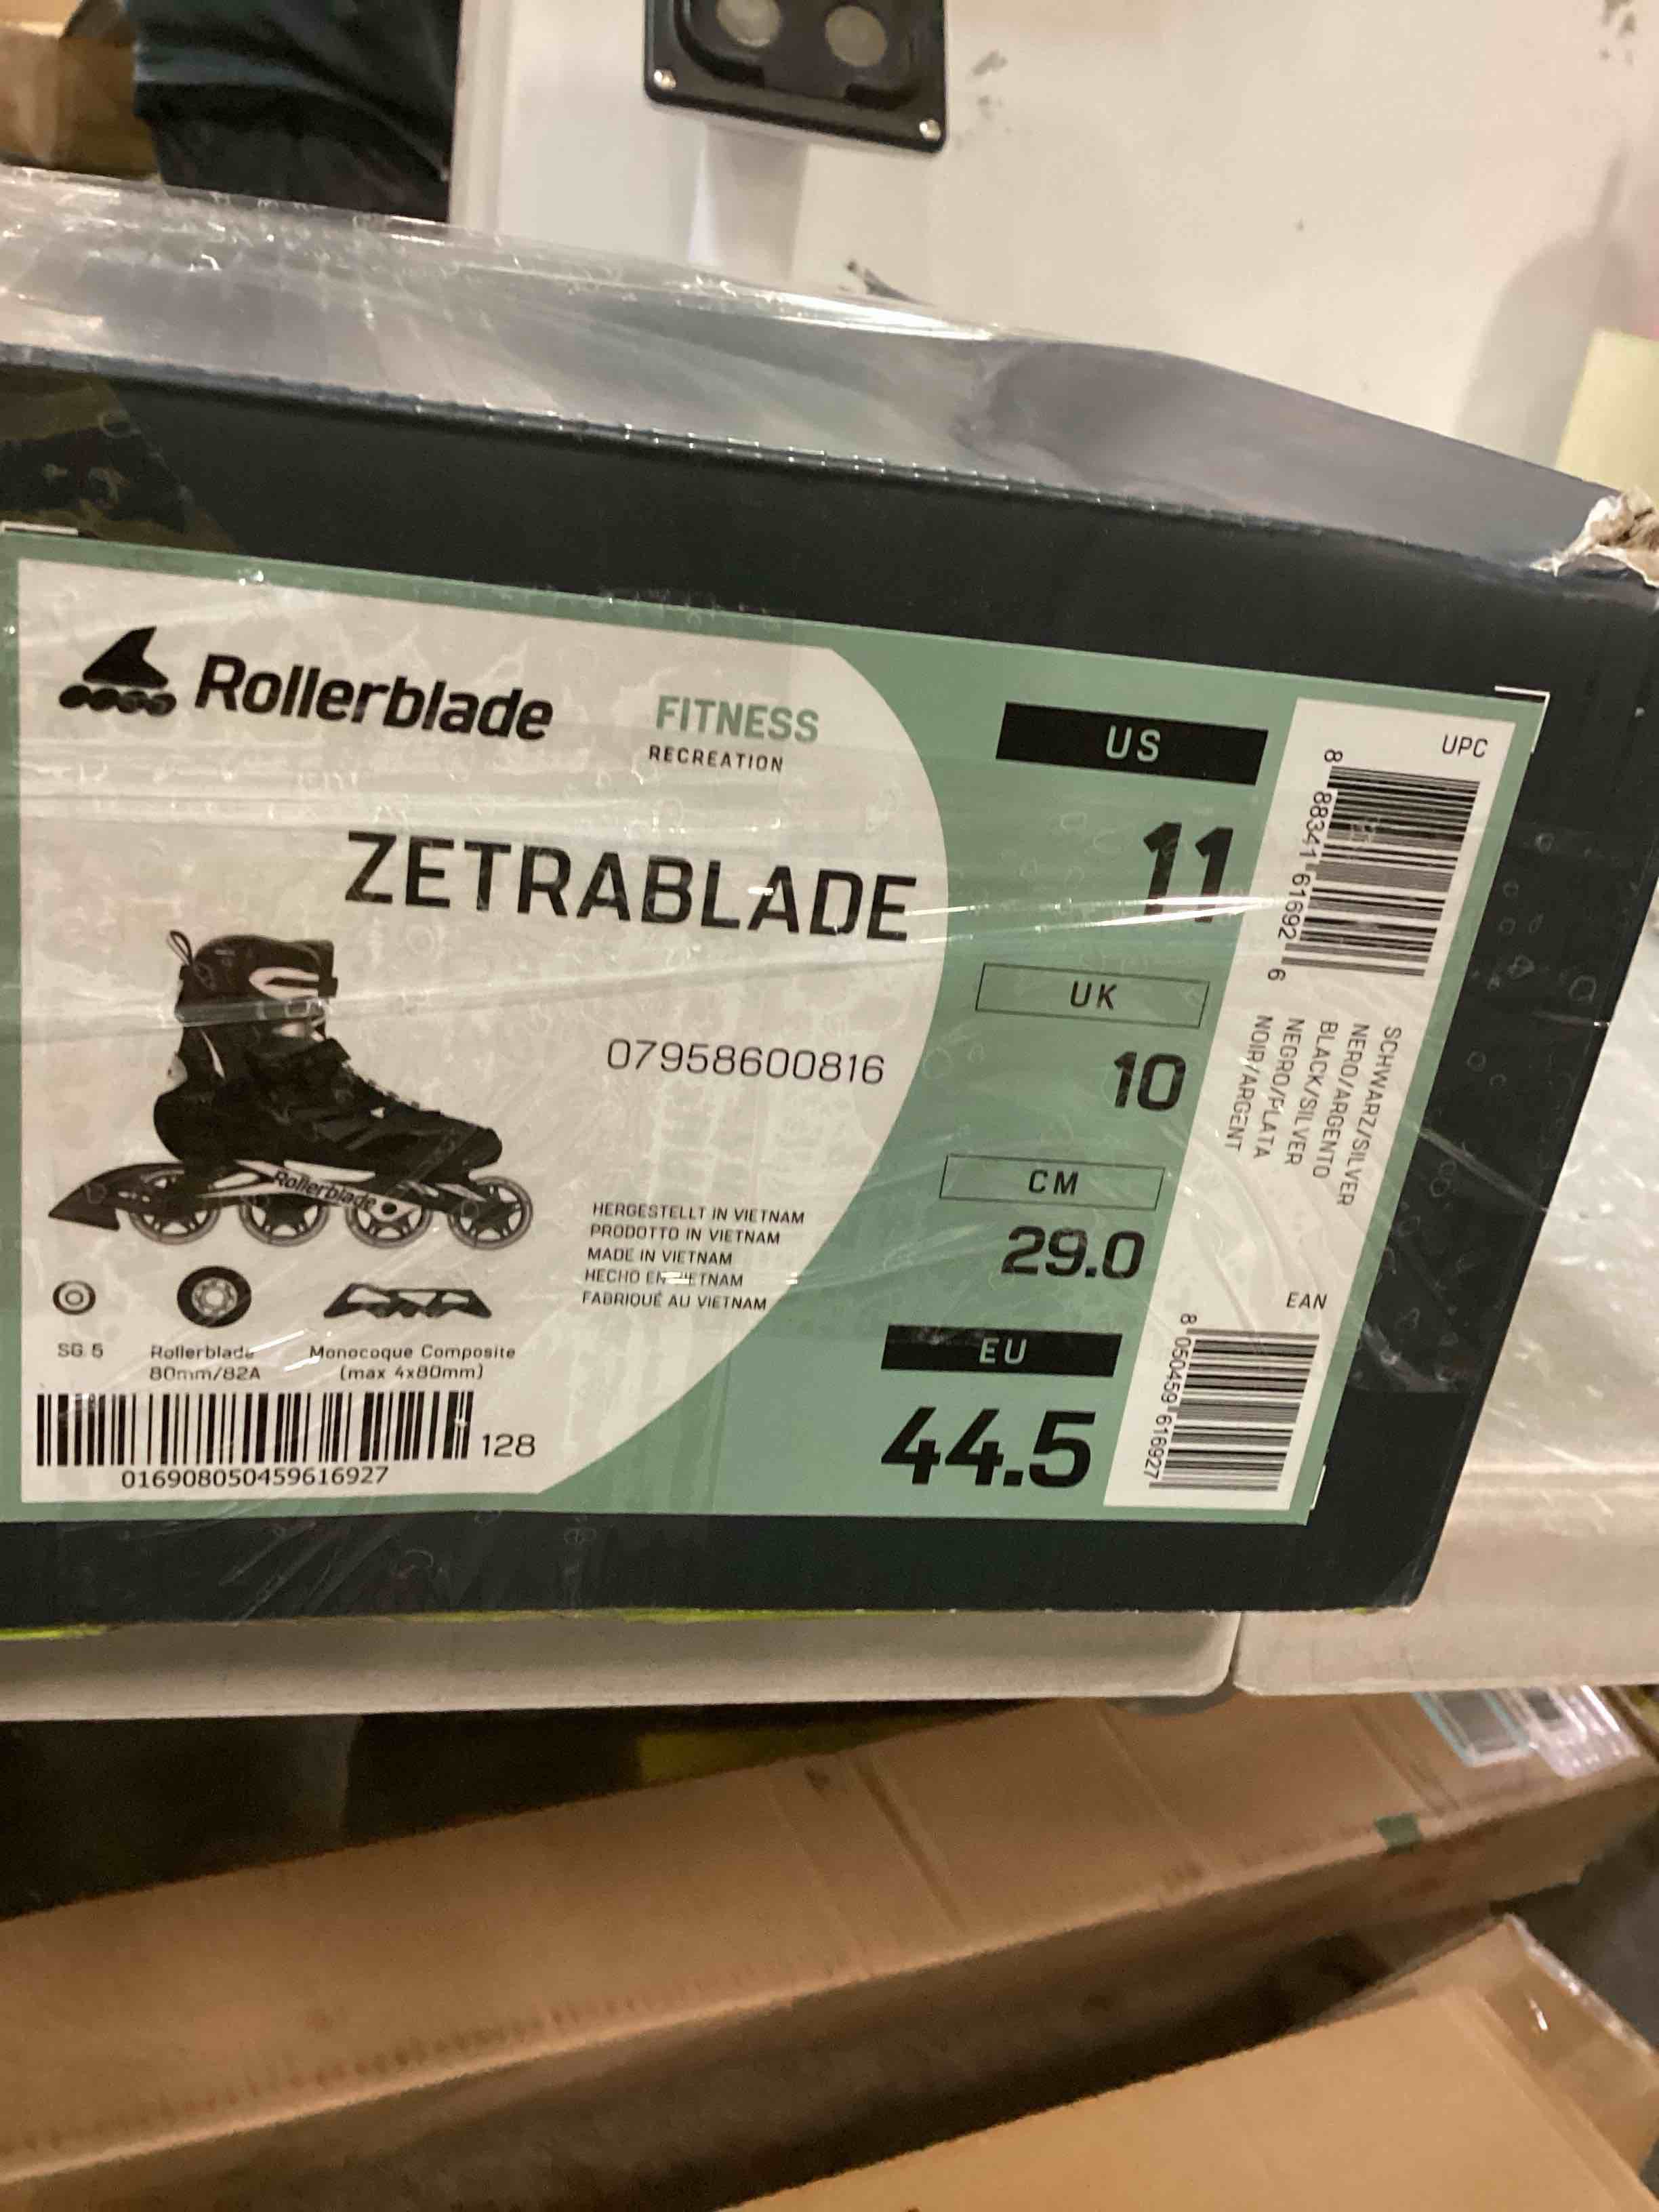 Rollerblade
FITNESS
RECREATION
ZETRABLADE
07958600816
Rollerblade
HERGESTELLT IN VIETNAM
PRODOTTO IN VIETNAM
MADE IN VIETNAM
HECHO EN VIETNAM
FABRIQUÉ AU VIETNAM
SG 5
Rollerblade
80mm/82A
Monocoque Composite
(max 4x80mm)
128
016908050459616927
US
11
UK
10
CM
29.0
EU
44.5
UPC
8 88341 61692 6
SCHWARZ/SILVER
NERO/ARGENTO
BLACK/SILVER
NEGRO/PLATA
NOIR/ARGENT
EAN
8 050459 616927